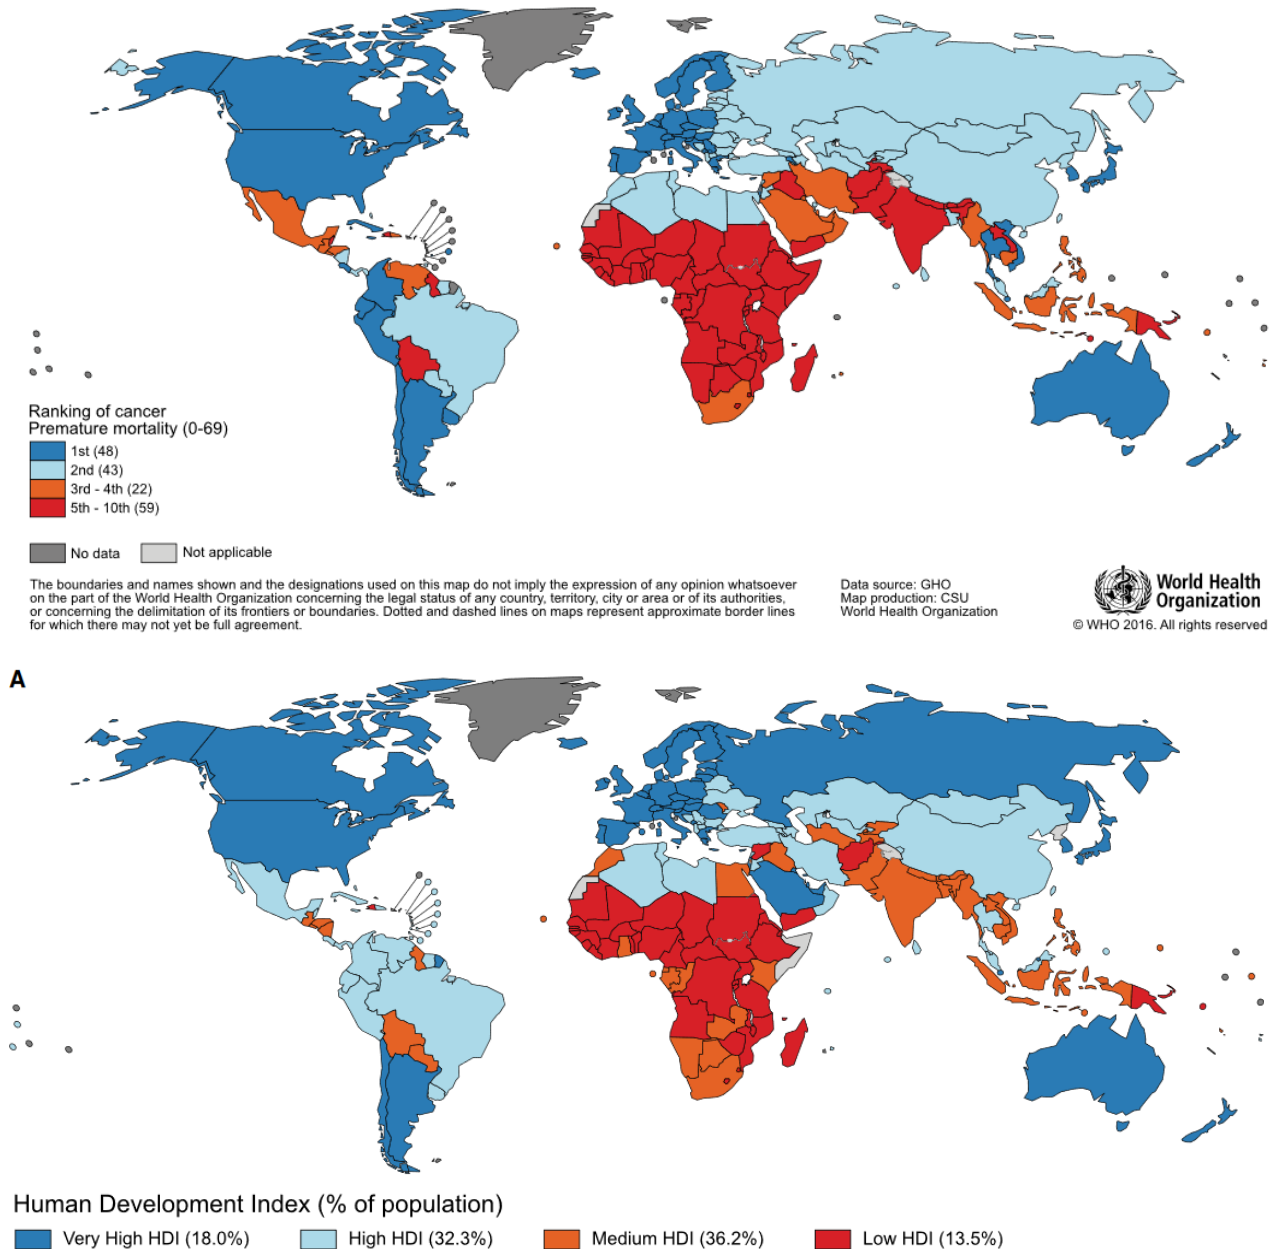 Ranking of cancer
Premature mortality (0-69)
1st (48)
2nd (43)
3rd - 4th (22)
5th - 10th (59)
No data
Not applicable
The boundaries and names shown and the designations used on this map do not imply the expression of any opinion whatsoever
on the part of the World Health Organization concerning the legal status of any country, territory, city or area or of its authorities,
or concerning the delimitation of its frontiers or boundaries. Dotted and dashed lines on maps represent approximate border lines
for which there may not yet be full agreement.
Data source: GHO
Map production: CSU
World Health Organization
World Health
Organization
© WHO 2016. All rights reserved
A
Human Development Index (% of population)
Very High HDI (18.0%)
High HDI (32.3%)
Medium HDI (36.2%)
Low HDI (13.5%)